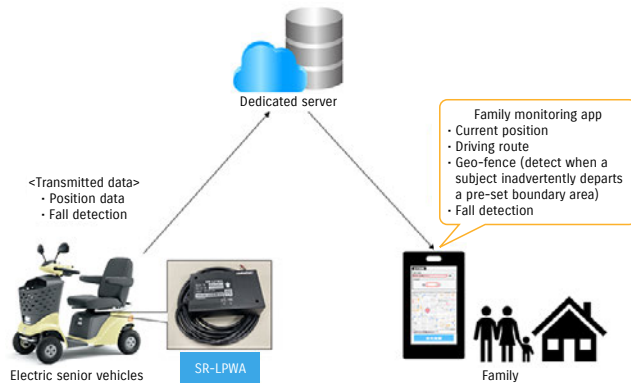 Dedicated server
Family monitoring app
・Current position
・Driving route
・Geo-fence (detect when a
subject inadvertently departs
a pre-set boundary area)
・Fall detection
<Transmitted data>
・Position data
・Fall detection
Electric senior vehicles
SR-LPWA
Family